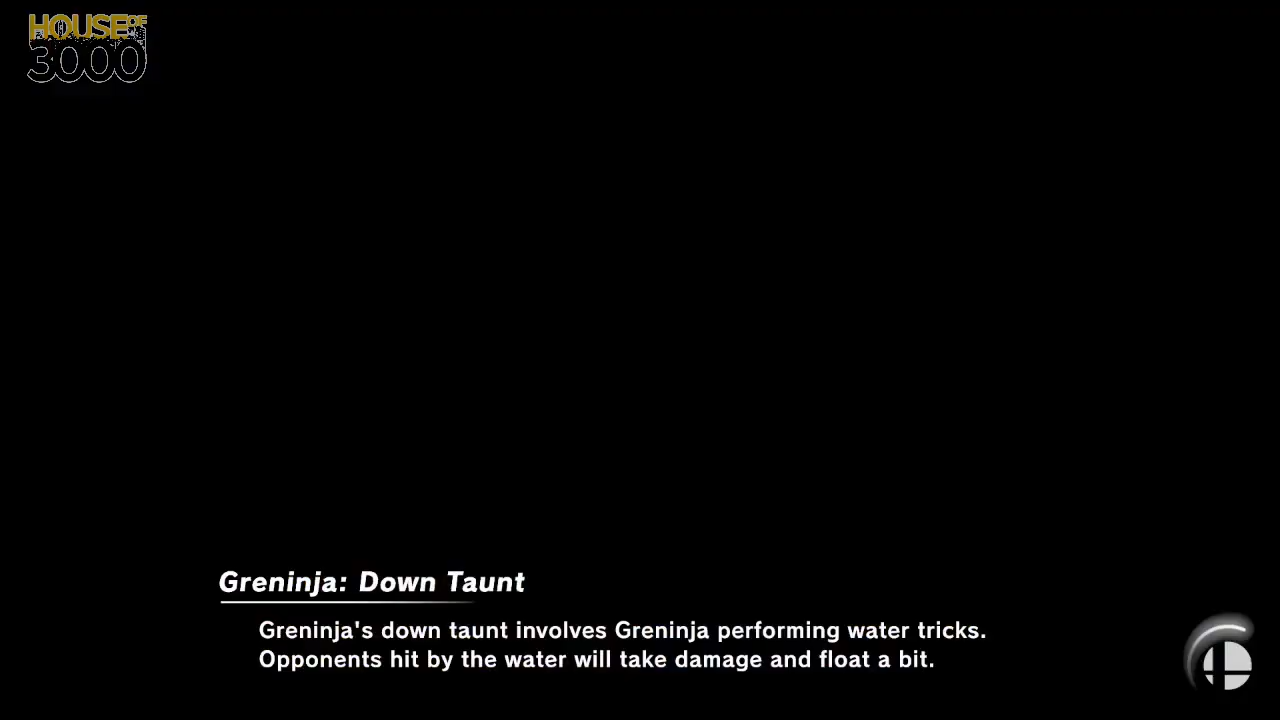 HOUSE OF
3000
Greninja: Down Taunt
Greninja's down taunt involves Greninja performing water tricks.
Opponents hit by the water will take damage and float a bit.